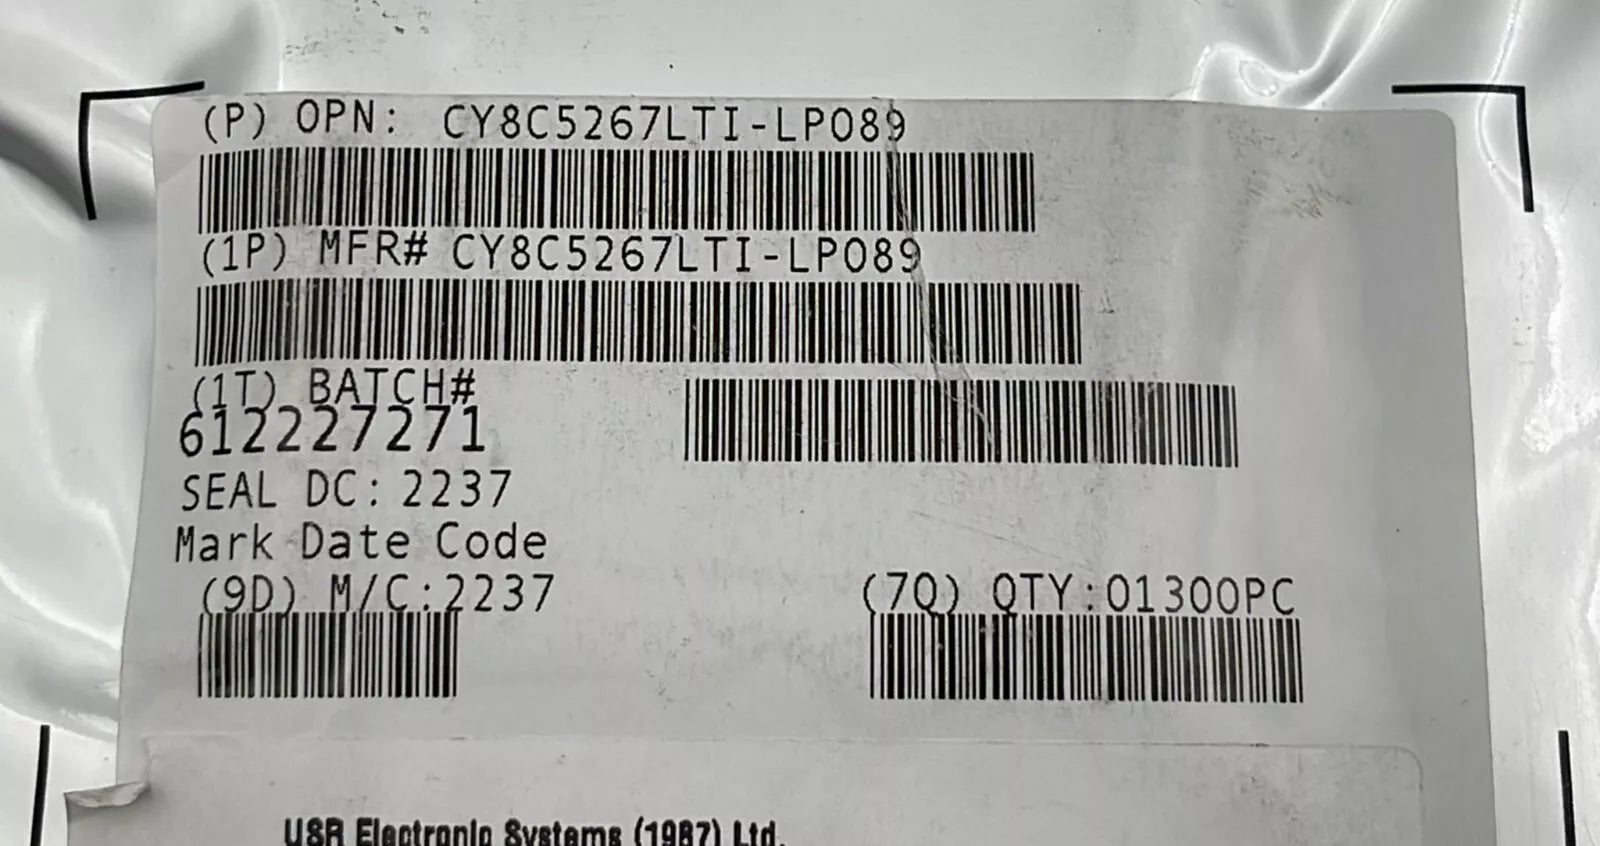 (P) OPN: CY8C5267LTI-LP089
(1P) MFR# CY8C5267LTI-LP089
(1T) BATCH#
612227271
SEAL DC: 2237
Mark Date Code
(9D) M/C:2237
(7Q) QTY:01300PC
USR Electronic Systems (1987) Ltd.